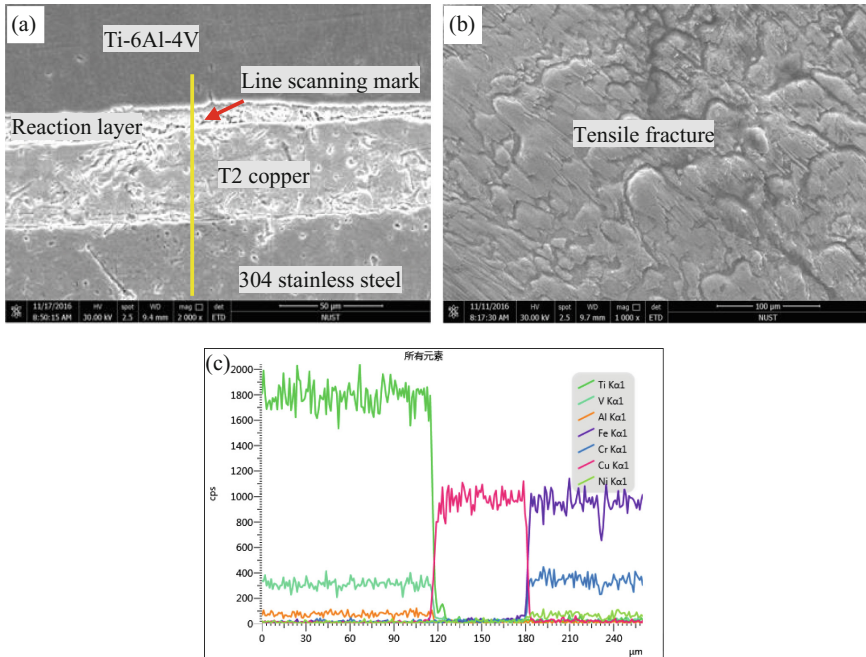 (a)
Ti-6Al-4V
Line scanning mark
Reaction layer
T2 copper
304 stainless steel
11/17/2016 HV spot WD mag □ det 50 μm
8:50:15 AM 30.00 kV 2.5 9.4 mm 2 000 x ETD NUST
(b)
Tensile fracture
11/11/2016 HV spot WD mag □ det 100 μm
8:17:30 AM 30.00 kV 2.5 9.7 mm 1 000 x ETD NUST
(c)
所有元素
2000
1800
1600
1400
1200
1000
800
600
400
200
0
cps
Ti Kα1
V Kα1
Al Kα1
Fe Kα1
Cr Kα1
Cu Kα1
Ni Kα1
0 30 60 90 120 150 180 210 240
μm